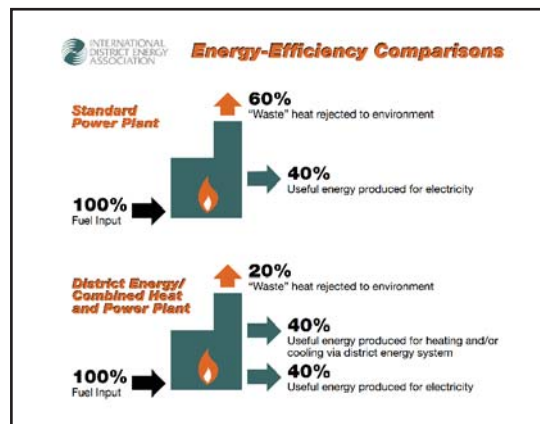 INTERNATIONAL
DISTRICT ENERGY
ASSOCIATION
Energy-Efficiency Comparisons
Standard
Power Plant
60%
"Waste" heat rejected to environment
40%
Useful energy produced for electricity
100%
Fuel Input
District Energy/
Combined Heat
and Power Plant
20%
"Waste" heat rejected to environment
40%
Useful energy produced for heating and/or
cooling via district energy system
100%
Fuel Input
40%
Useful energy produced for electricity